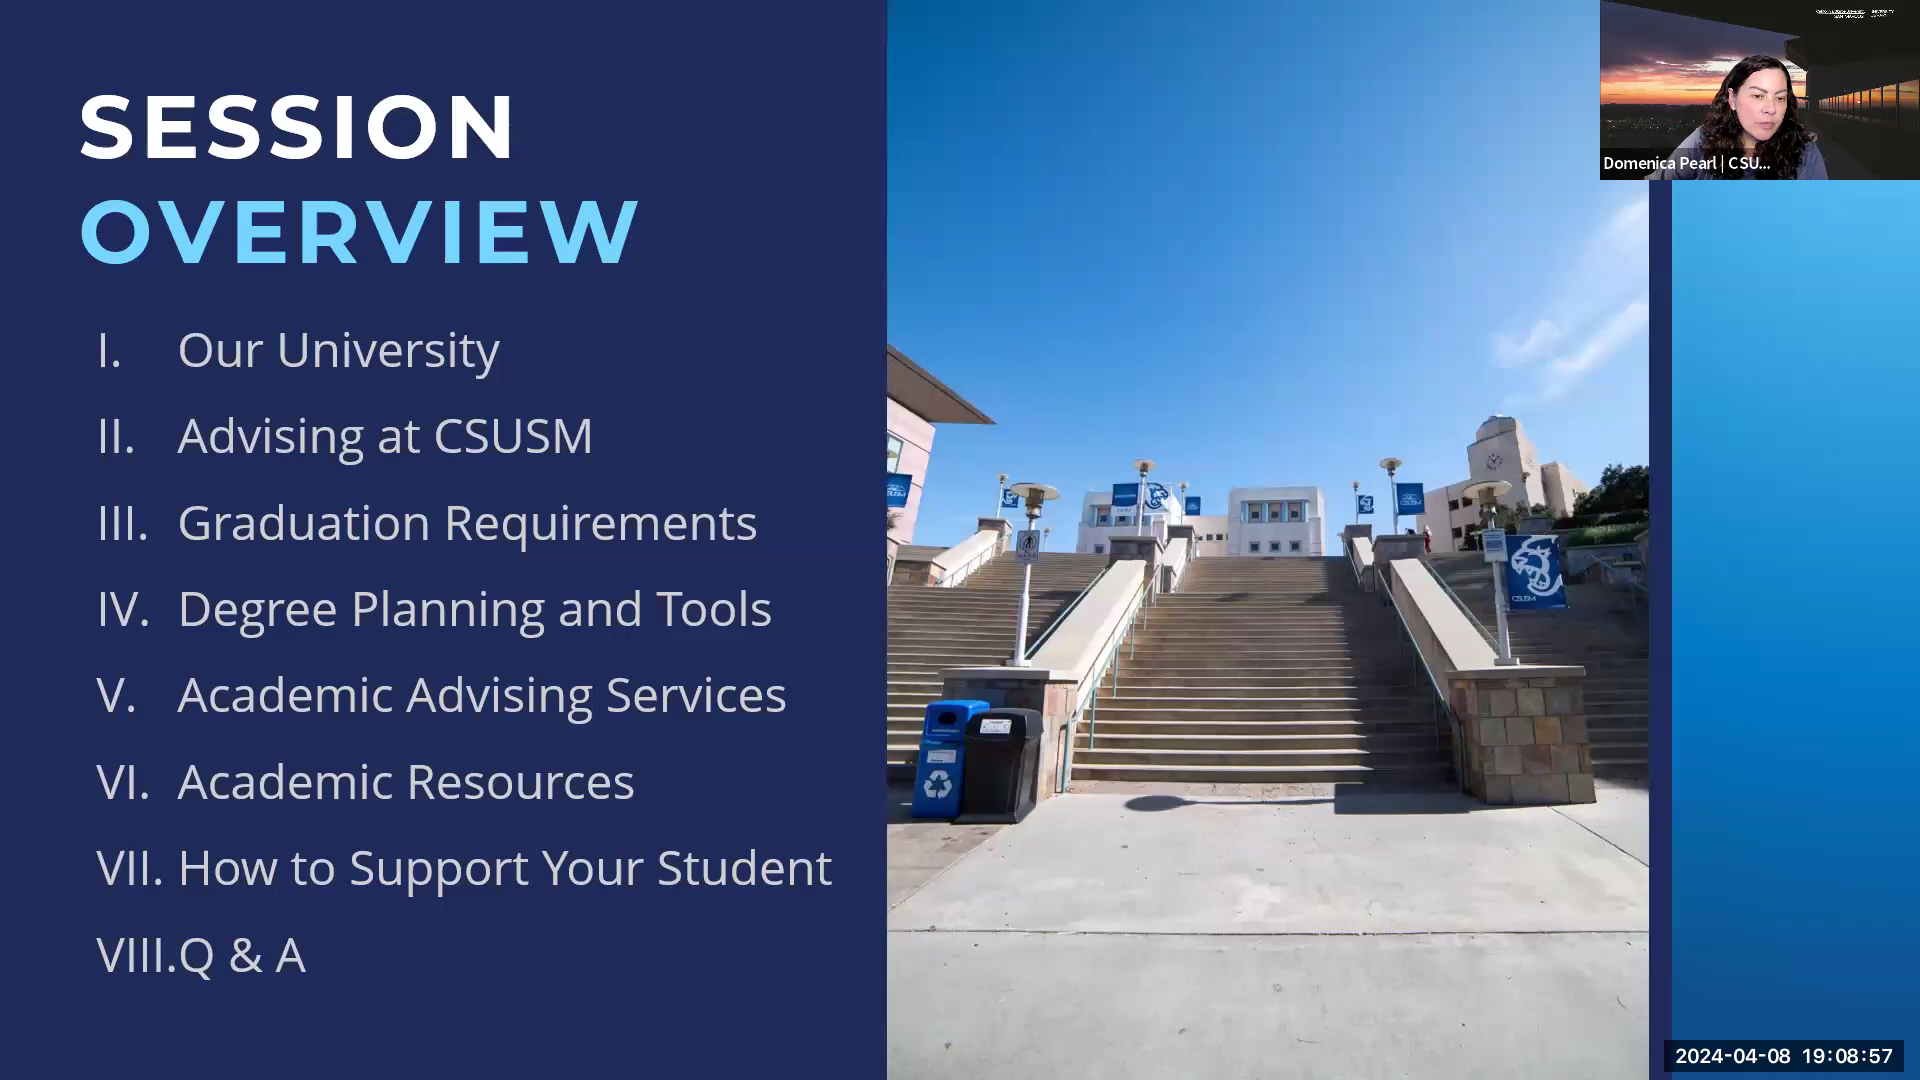 SESSION
OVERVIEW
I. Our University
II. Advising at CSUSM
III. Graduation Requirements
IV. Degree Planning and Tools
V. Academic Advising Services
VI. Academic Resources
VII. How to Support Your Student
VIII.Q & A
Domenica Pearl | CSU...
CSUSM
2024-04-08 19:08:57